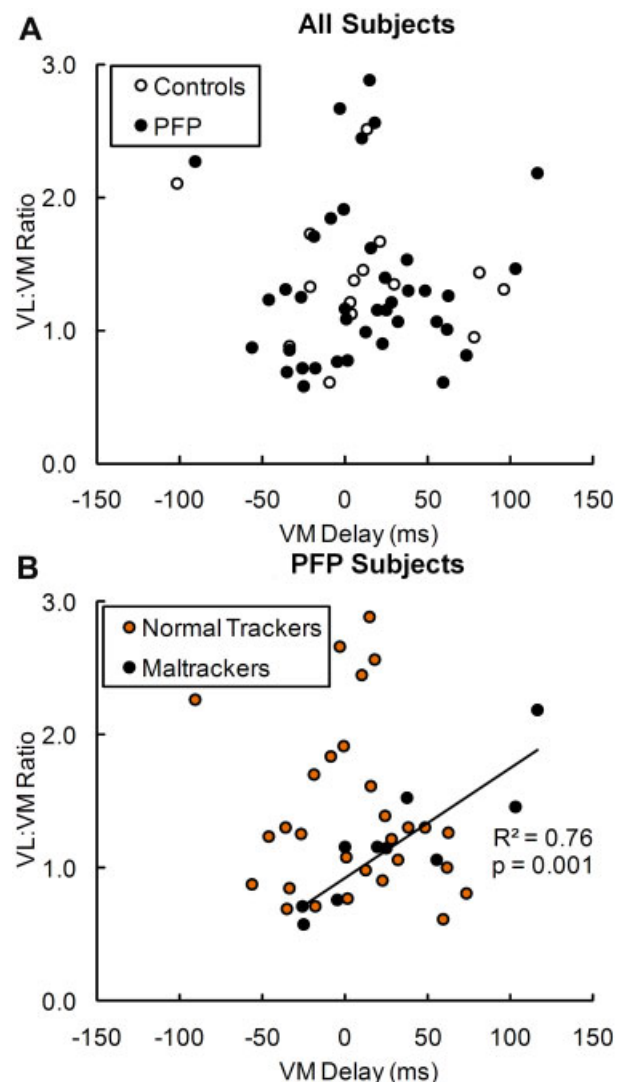 A
All Subjects
3.0
2.0
1.0
0.0
VL:VM Ratio
Controls
PFP
-150 -100 -50 0 50 100 150
VM Delay (ms)
B
PFP Subjects
3.0
2.0
1.0
0.0
VL:VM Ratio
Normal Trackers
Maltrackers
R² = 0.76
p = 0.001
-150 -100 -50 0 50 100 150
VM Delay (ms)